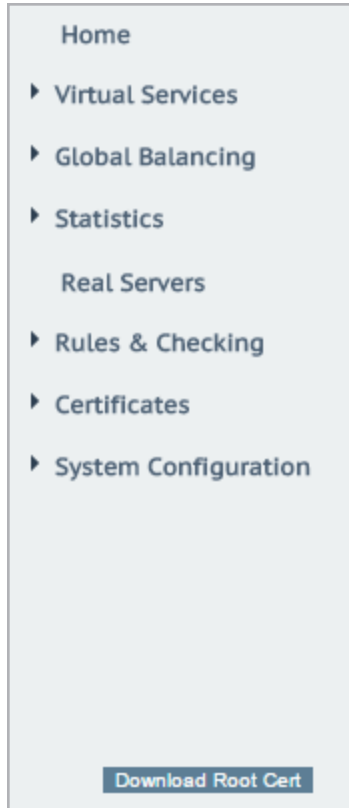 Home
Virtual Services
Global Balancing
Statistics
Real Servers
Rules & Checking
Certificates
System Configuration
Download Root Cert